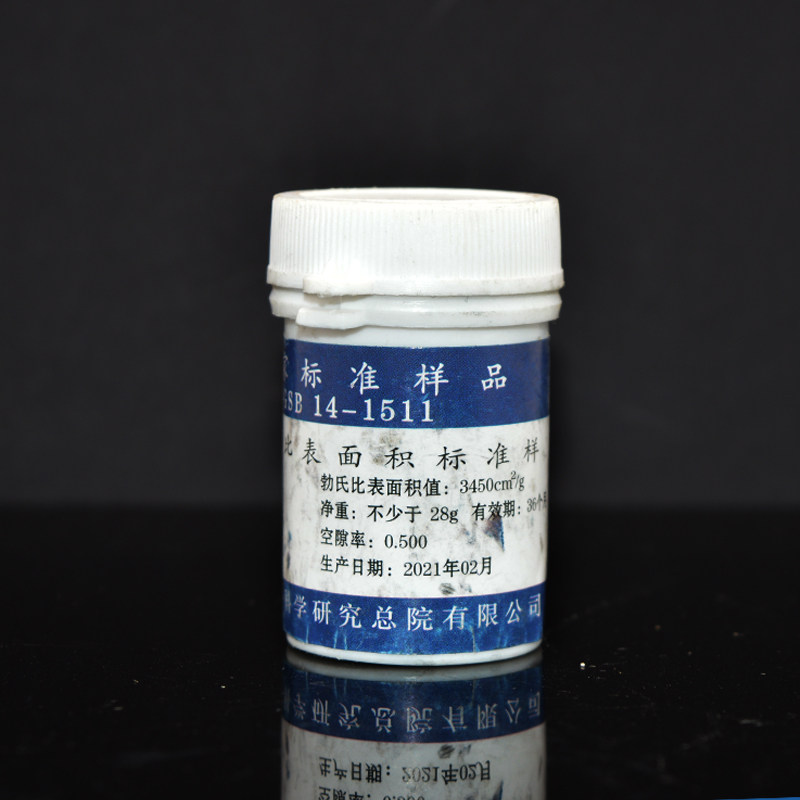 标准样品
GSB 14-1511
比表面积标准样
勃氏比表面积值：3450cm²/g
净重：不少于 28g 有效期：36个月
空隙率：0.500
生产日期：2021年02月
科学研究总院有限公司